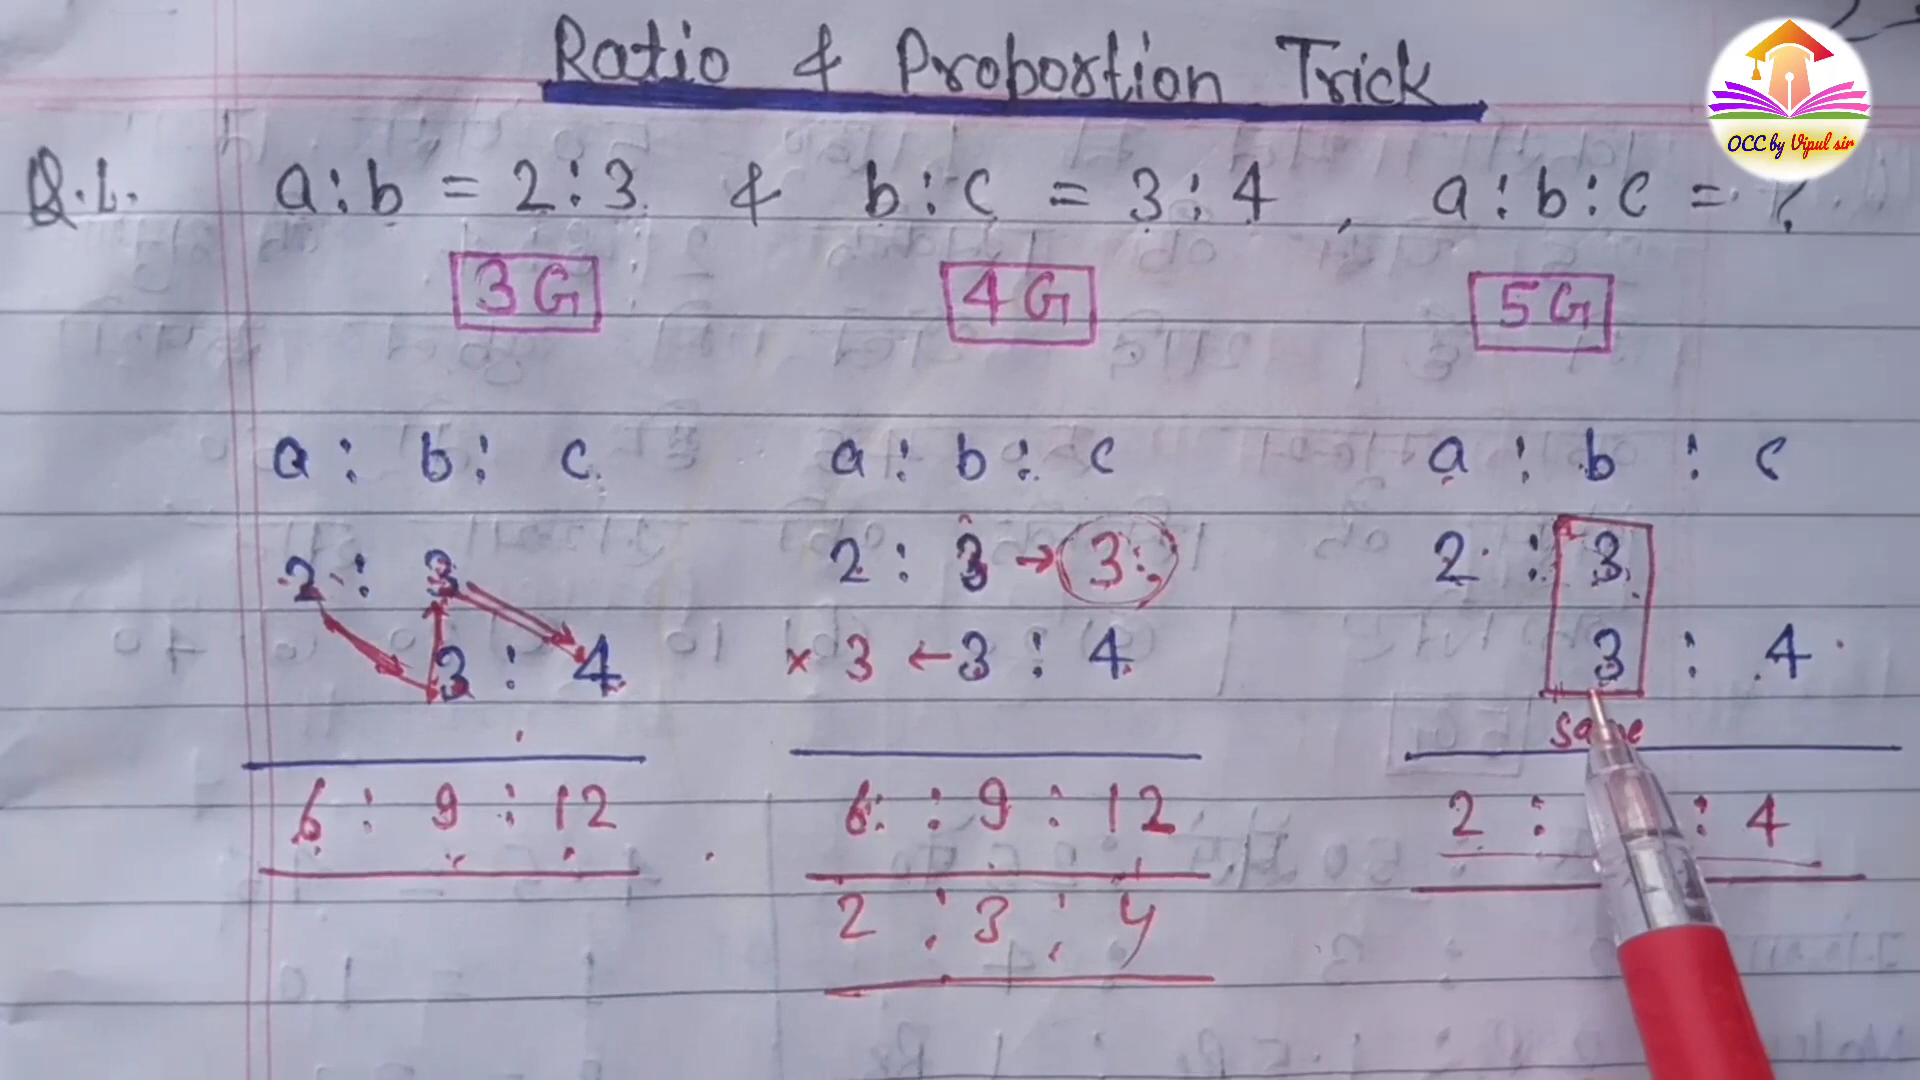 Ratio & Probortion Trick
OCC by Vipul sir
Q.1. a : b = 2 : 3 & b : c = 3 : 4 , a : b : c = ?
3G 4G 5G
a : b : c a : b : c a : b : c
2 : 3 2 : 3 → 3 : 2 : 3
3 : 4 × 3 ← 3 : 4 3 : 4
same
6 : 9 : 12 6 : 9 : 12 2 : : 4
2 : 3 : 4